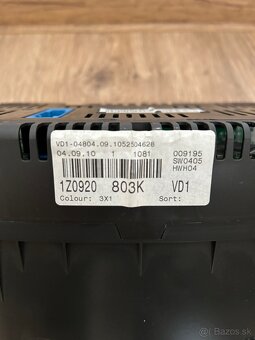 VD1-04804.09.1052504628
04.09.10 1 1081 009195
SW0405
HWH04
1Z0920 803K VD1
Colour: 3X1 Sort:
bazos.sk